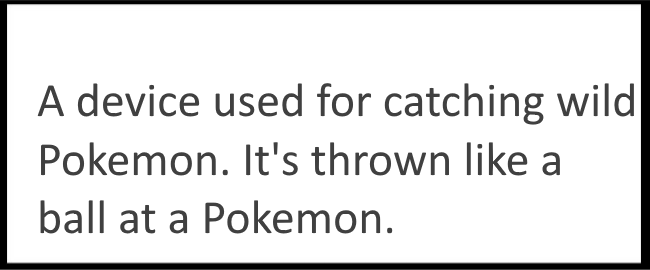 A device used for catching wild
Pokemon. It's thrown like a
ball at a Pokemon.